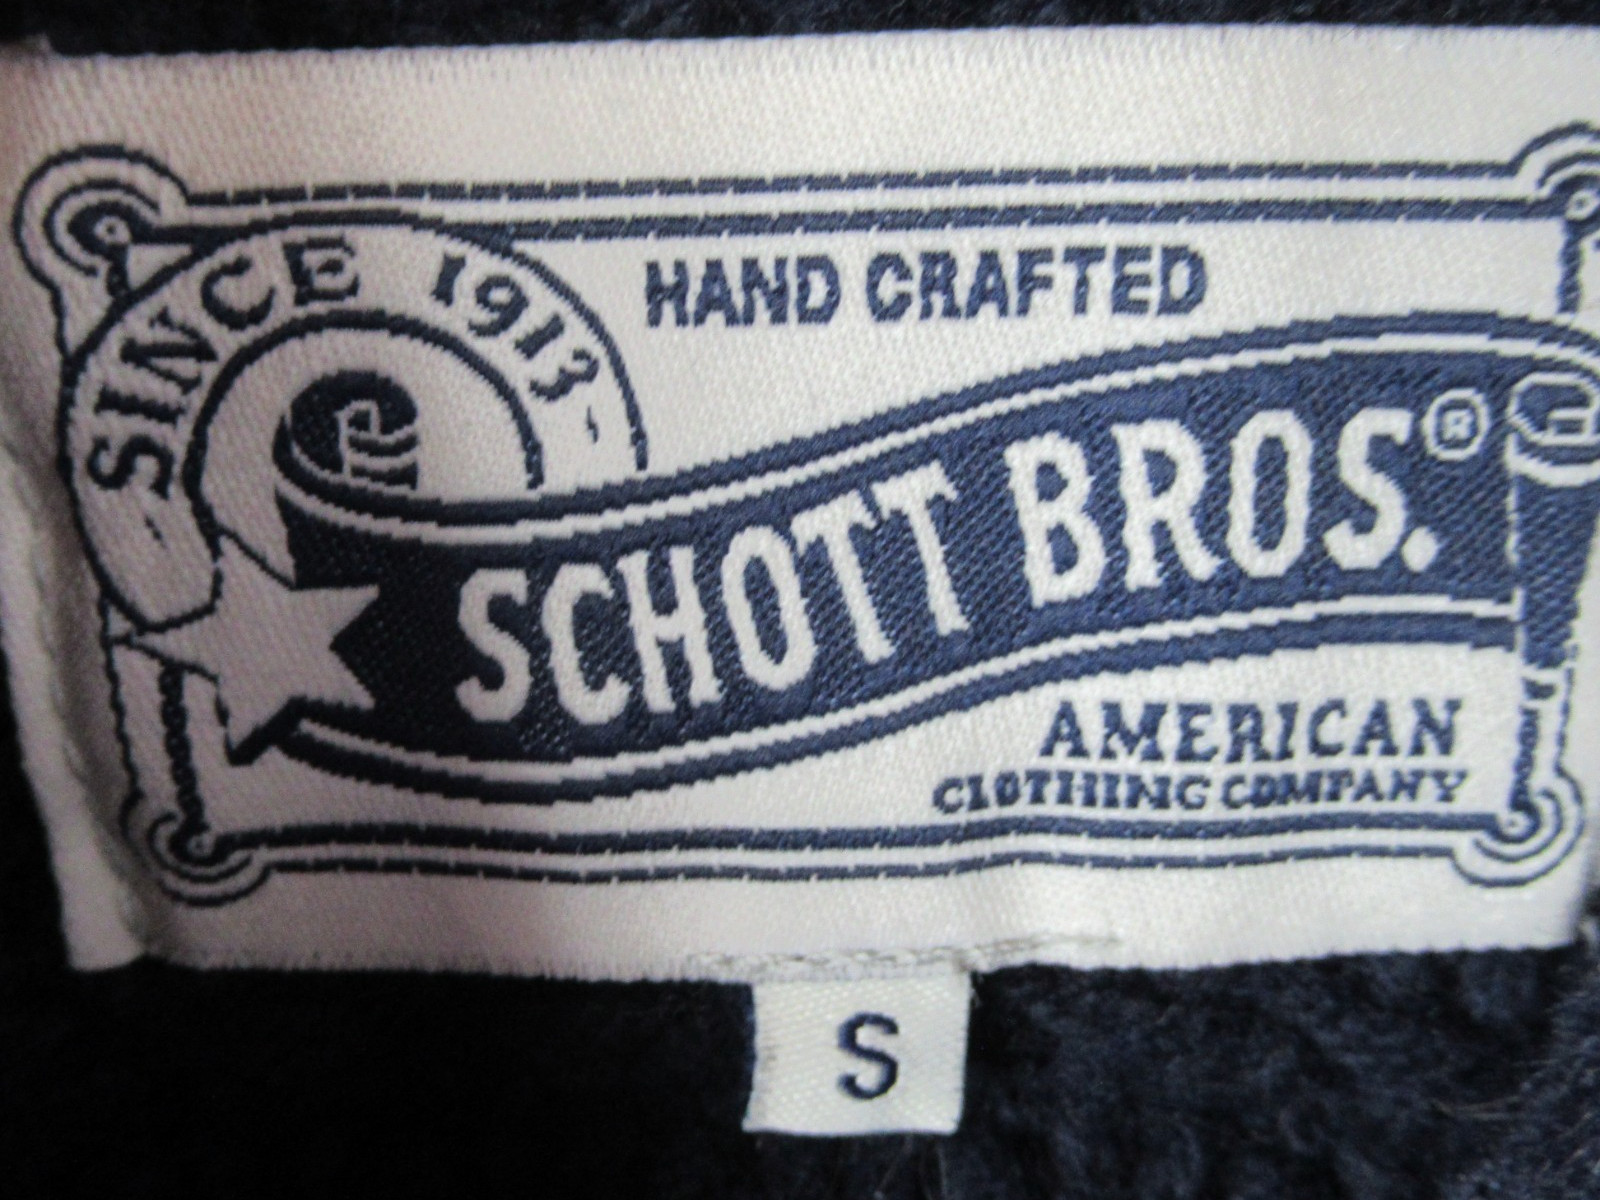 SINCE 1913
HAND CRAFTED
SCHOTT BROS.®
AMERICAN
CLOTHING COMPANY
S